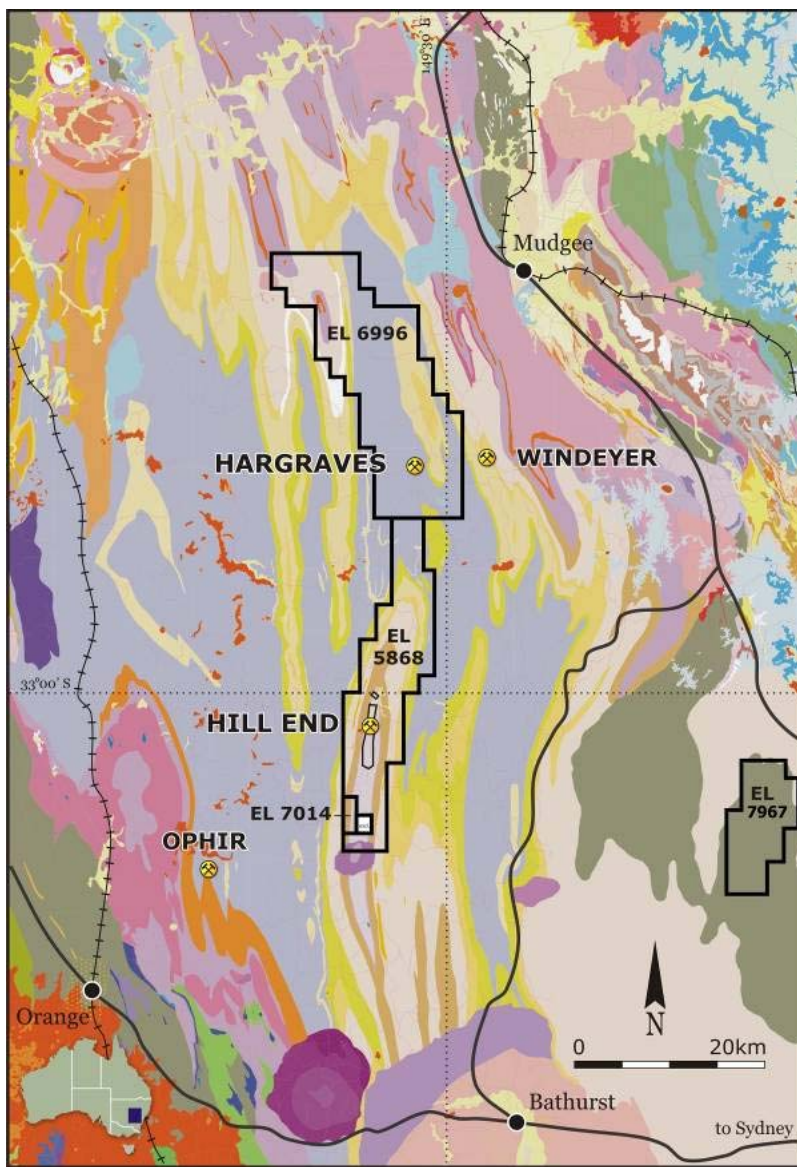 149°30' E
Mudgee
EL 6996
HARGRAVES
WINDEYER
EL
5868
33°00' S
HILL END
EL 7014
EL
7967
OPHIR
N
Orange
0 20km
Bathurst
to Sydney